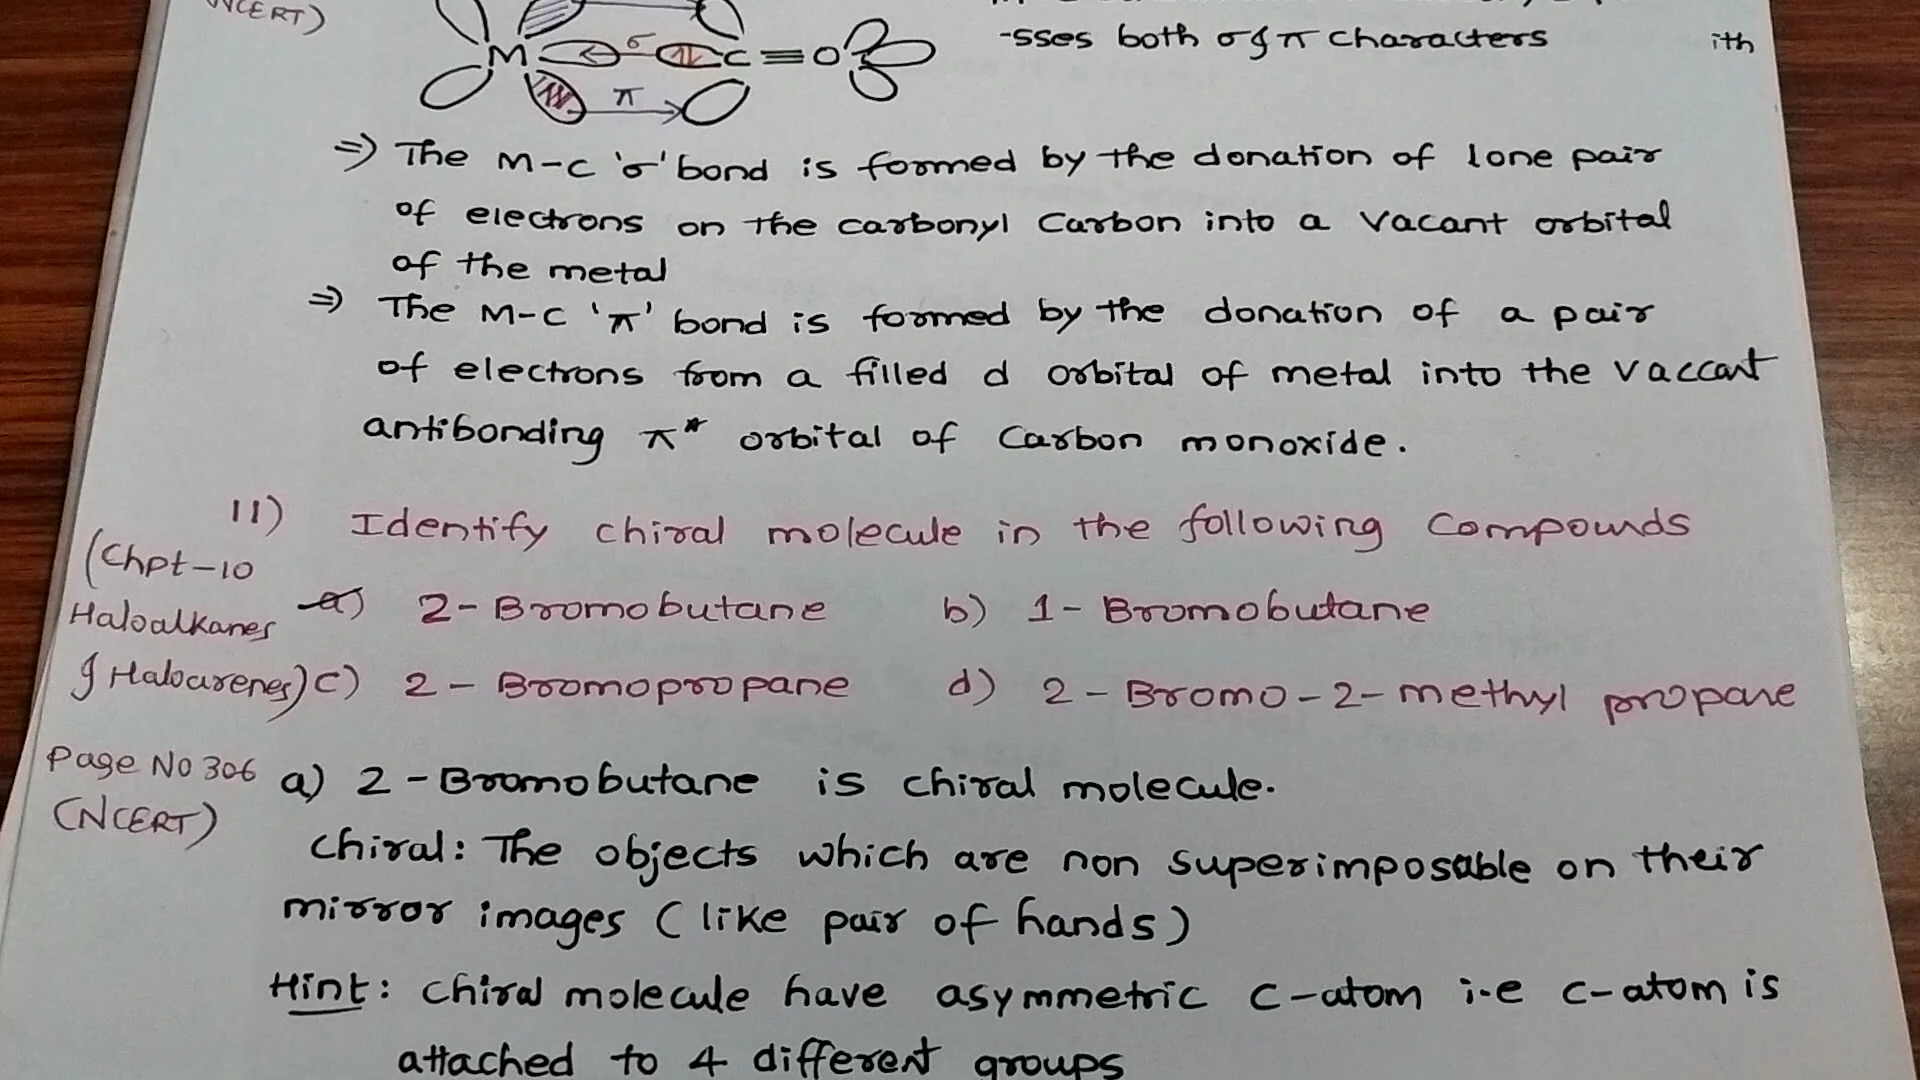 NCERT)
M σ C≡O
π
-sses both σ & π characters
ith
⇒) The M-C 'σ' bond is formed by the donation of lone pair
of electrons on the carbonyl carbon into a vacant orbital
of the metal
⇒) The M-C 'π' bond is formed by the donation of a pair
of electrons from a filled d orbital of metal into the vaccant
antibonding π* orbital of carbon monoxide.
11) Identify chiral molecule in the following compounds
(Chpt-10
Haloalkanes
& Haloarenes)
a) 2-Bromobutane b) 1-Bromobutane
c) 2-Bromopropane d) 2-Bromo-2-methyl propane
Page No 306
(NCERT)
a) 2-Bromobutane is chiral molecule.
Chiral: The objects which are non superimposable on their
mirror images (like pair of hands)
Hint: Chiral molecule have asymmetric C-atom i.e C-atom is
attached to 4 different groups